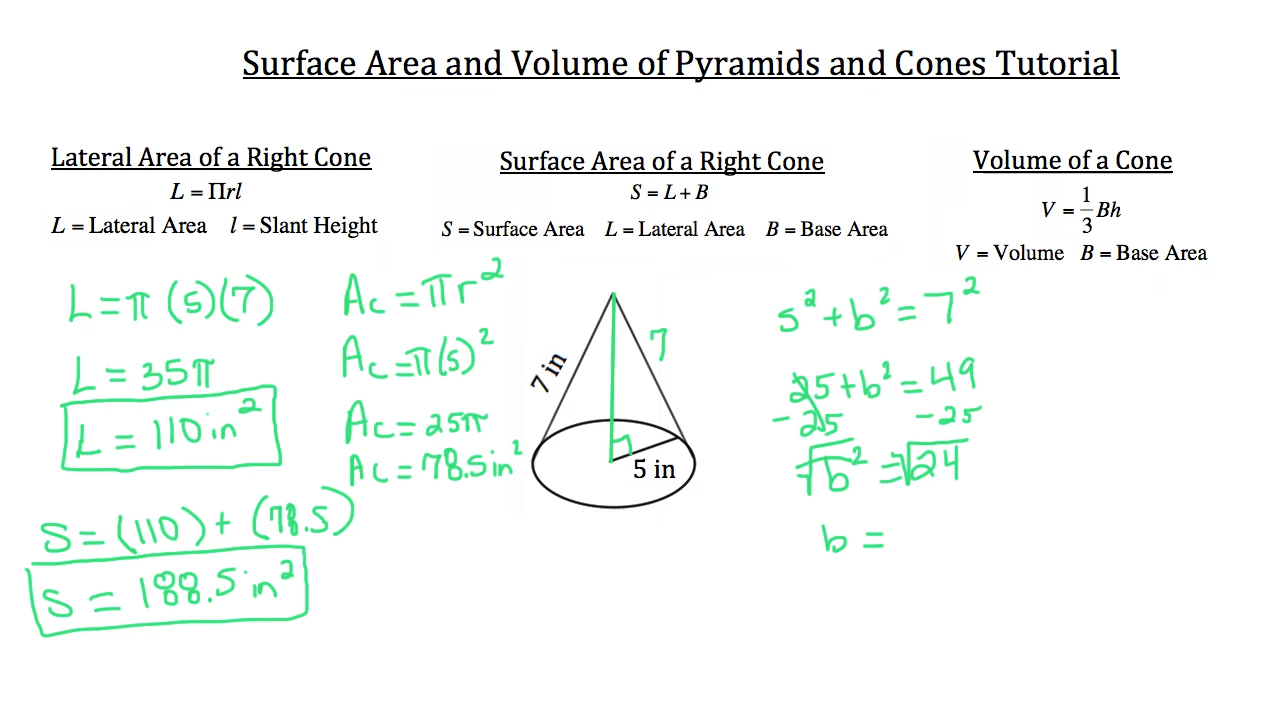 Surface Area and Volume of Pyramids and Cones Tutorial
Lateral Area of a Right Cone
L = Πrl
L = Lateral Area l = Slant Height
Surface Area of a Right Cone
S = L + B
S = Surface Area L = Lateral Area B = Base Area
Volume of a Cone
V = 1/3 Bh
V = Volume B = Base Area
L = π (5)(7)
L = 35π
L = 110 in²
S = (110) + (78.5)
S = 188.5 in²
Ac = πr²
Ac = π(5)²
Ac = 25π
Ac = 78.5 in²
7 in
7
5 in
5² + b² = 7²
25 + b² = 49
- 25 - 25
√b² = √24
b =